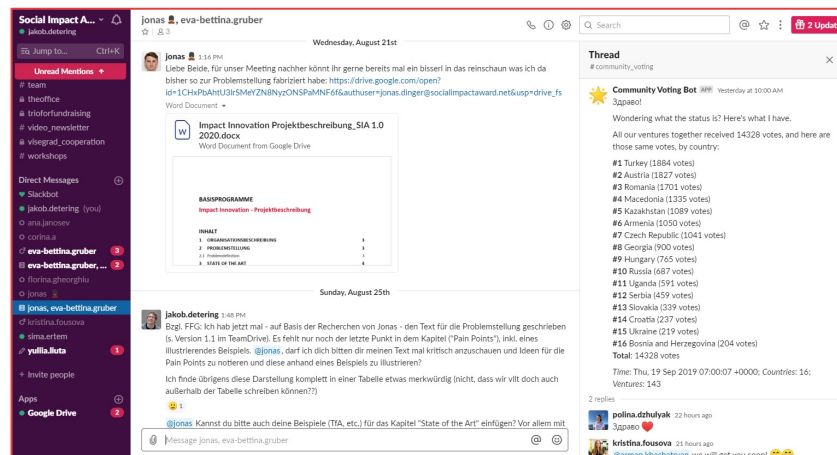 Social Impact A...
jakob.detering
Jump to...
Ctrl+K
Unread Mentions
# team
theoffice
trioforfundraising
# video_newsletter
visegrad_cooperation
# workshops
Direct Messages
Slackbot
jakob.detering (you)
ana.janosev
corina.a
eva-bettina.gruber 3
eva-bettina.gruber, ... 2
florina.gheorghiu
jonas
jonas, eva-bettina.gruber
kristina.fousova
sima.ertem
yuliia.liuta 1
+ Invite people
Apps
Google Drive 2
jonas, eva-bettina.gruber
3
Search
2 Updat
Wednesday, August 21st
jonas 1:16 PM
Liebe Beide, für unser Meeting nachher könnt ihr gerne bereits mal ein bisserl in das reinschaun was ich da
bisher so zur Problemstellung fabriziert habe: https://drive.google.com/open?
id=1CHxPbAhtU3IrSMeYZN8NyzONSPaMNF6f&authuser=jonas.dinger@socialimpactaward.net&usp=drive_fs
Word Document
Impact Innovation Projektbeschreibung_SIA 1.0
2020.docx
Word Document from Google Drive
W
BASISPROGRAMME
Impact Innovation - Projektbeschreibung
INHALT
1 ORGANISATIONSBESCHREIBUNG 3
2 PROBLEMSTELLUNG 3
2.1 Problemdefinition 3
3 STATE OF THE ART 4
Sunday, August 25th
jakob.detering 1:48 PM
Bzgl. FFG: Ich hab jetzt mal - auf Basis der Recherchen von Jonas - den Text für die Problemstellung geschrieben
(s. Version 1.1 im TeamDrive). Es fehlt nur noch der letzte Punkt in dem Kapitel ("Pain Points"), inkl. eines
illustrierendes Beispiels. @jonas, darf ich dich bitten dir meinen Text mal kritisch anzuschauen und Ideen für die
Pain Points zu notieren und diese anhand eines Beispiels zu illustrieren?
Ich finde übrigens diese Darstellung komplett in einer Tabelle etwas merkwürdig (nicht, dass wir vllt doch auch
außerhalb der Tabelle schreiben können??)
1
@jonas Kannst du bitte auch deine Beispiele (TfA, etc.) für das Kapitel "State of the Art" einfügen? Vor allem mit
Message jonas, eva-bettina.gruber
Thread
# community_voting
Community Voting Bot APP Yesterday at 10:00 AM
Здраво!
Wondering what the status is? Here's what I have.
All our ventures together received 14328 votes, and here are
those same votes, by country:
#1 Turkey (1884 votes)
#2 Austria (1827 votes)
#3 Romania (1701 votes)
#4 Macedonia (1335 votes)
#5 Kazakhstan (1089 votes)
#6 Armenia (1050 votes)
#7 Czech Republic (1041 votes)
#8 Georgia (900 votes)
#9 Hungary (765 votes)
#10 Russia (687 votes)
#11 Uganda (591 votes)
#12 Serbia (459 votes)
#13 Slovakia (339 votes)
#14 Croatia (237 votes)
#15 Ukraine (219 votes)
#16 Bosnia and Herzegovina (204 votes)
Total: 14328 votes
Time: Thu, 19 Sep 2019 07:00:07 +0000; Countries: 16;
Ventures: 143
2 replies
polina.dzhulyak 22 hours ago
Здраво
kristina.fousova 21 hours ago
@arman.khachatryan we will get you soon!